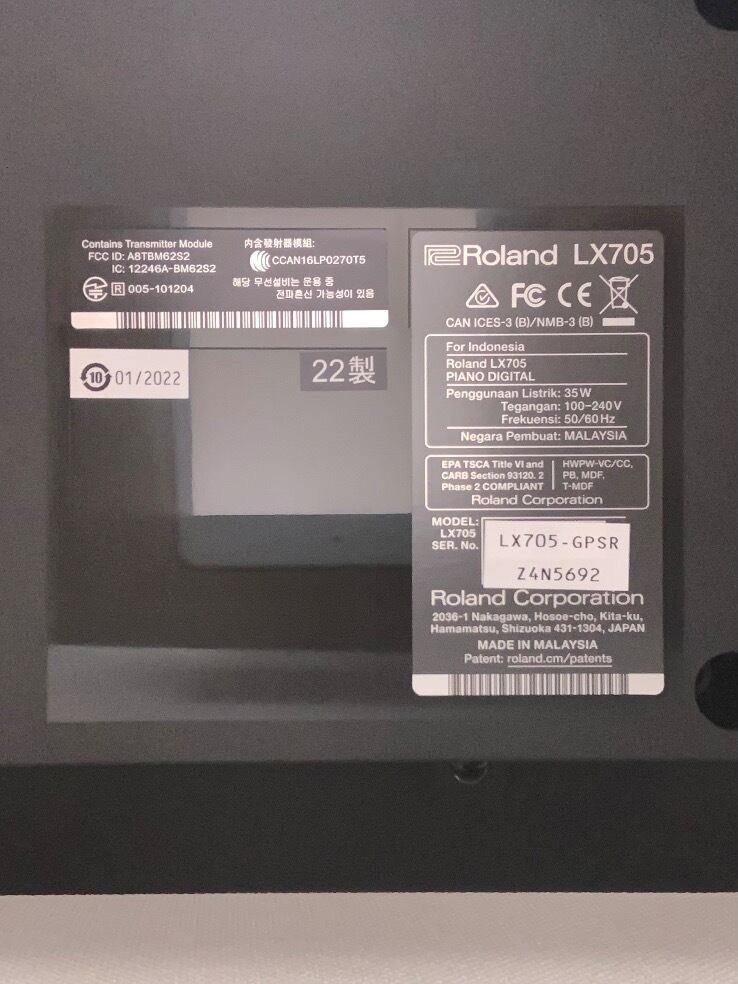 Contains Transmitter Module
FCC ID: A8TBM62S2
IC: 12246A-BM62S2
R 005-101204
內含發射器模組:
CCAN16LP0270T5
해당 무선설비는 운용 중
전파혼신 가능성이 있음
10 01/2022
22製
Roland LX705
FC CE
CAN ICES-3 (B)/NMB-3 (B)
For Indonesia
Roland LX705
PIANO DIGITAL
Penggunaan Listrik: 35W
Tegangan: 100-240V
Frekuensi: 50/60Hz
Negara Pembuat: MALAYSIA
EPA TSCA Title VI and
CARB Section 93120. 2
Phase 2 COMPLIANT
HWPW-VC/CC,
PB, MDF,
T-MDF
Roland Corporation
MODEL:
LX705
SER. No.
LX705-GPSR
Z4N5692
Roland Corporation
2036-1 Nakagawa, Hosoe-cho, Kita-ku,
Hamamatsu, Shizuoka 431-1304, JAPAN
MADE IN MALAYSIA
Patent: roland.cm/patents